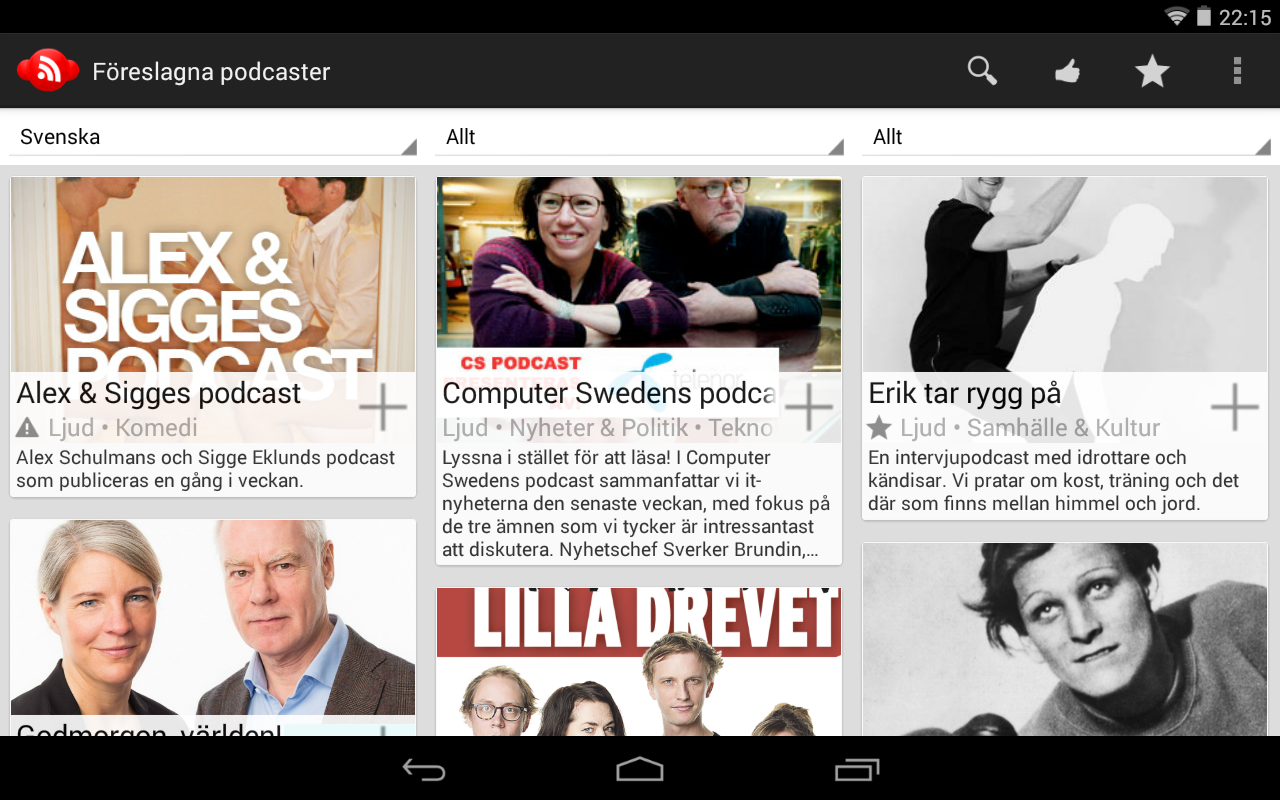 22:15
Föreslagna podcaster
Svenska
Allt
Allt
ALEX &
SIGGES
PODCAST
Alex & Sigges podcast
Ljud • Komedi
Alex Schulmans och Sigge Eklunds podcast
som publiceras en gång i veckan.
Godmorgon, världen!
CS PODCAST
PRESENTERAS
AV:
telenor
Computer Swedens podca
Ljud • Nyheter & Politik • Tekno
Lyssna i stället för att läsa! I Computer
Swedens podcast sammanfattar vi it-
nyheterna den senaste veckan, med fokus på
de tre ämnen som vi tycker är intressantast
att diskutera. Nyhetschef Sverker Brundin,...
LILLA DREVET
Erik tar rygg på
Ljud • Samhälle & Kultur
En intervjupodcast med idrottare och
kändisar. Vi pratar om kost, träning och det
där som finns mellan himmel och jord.